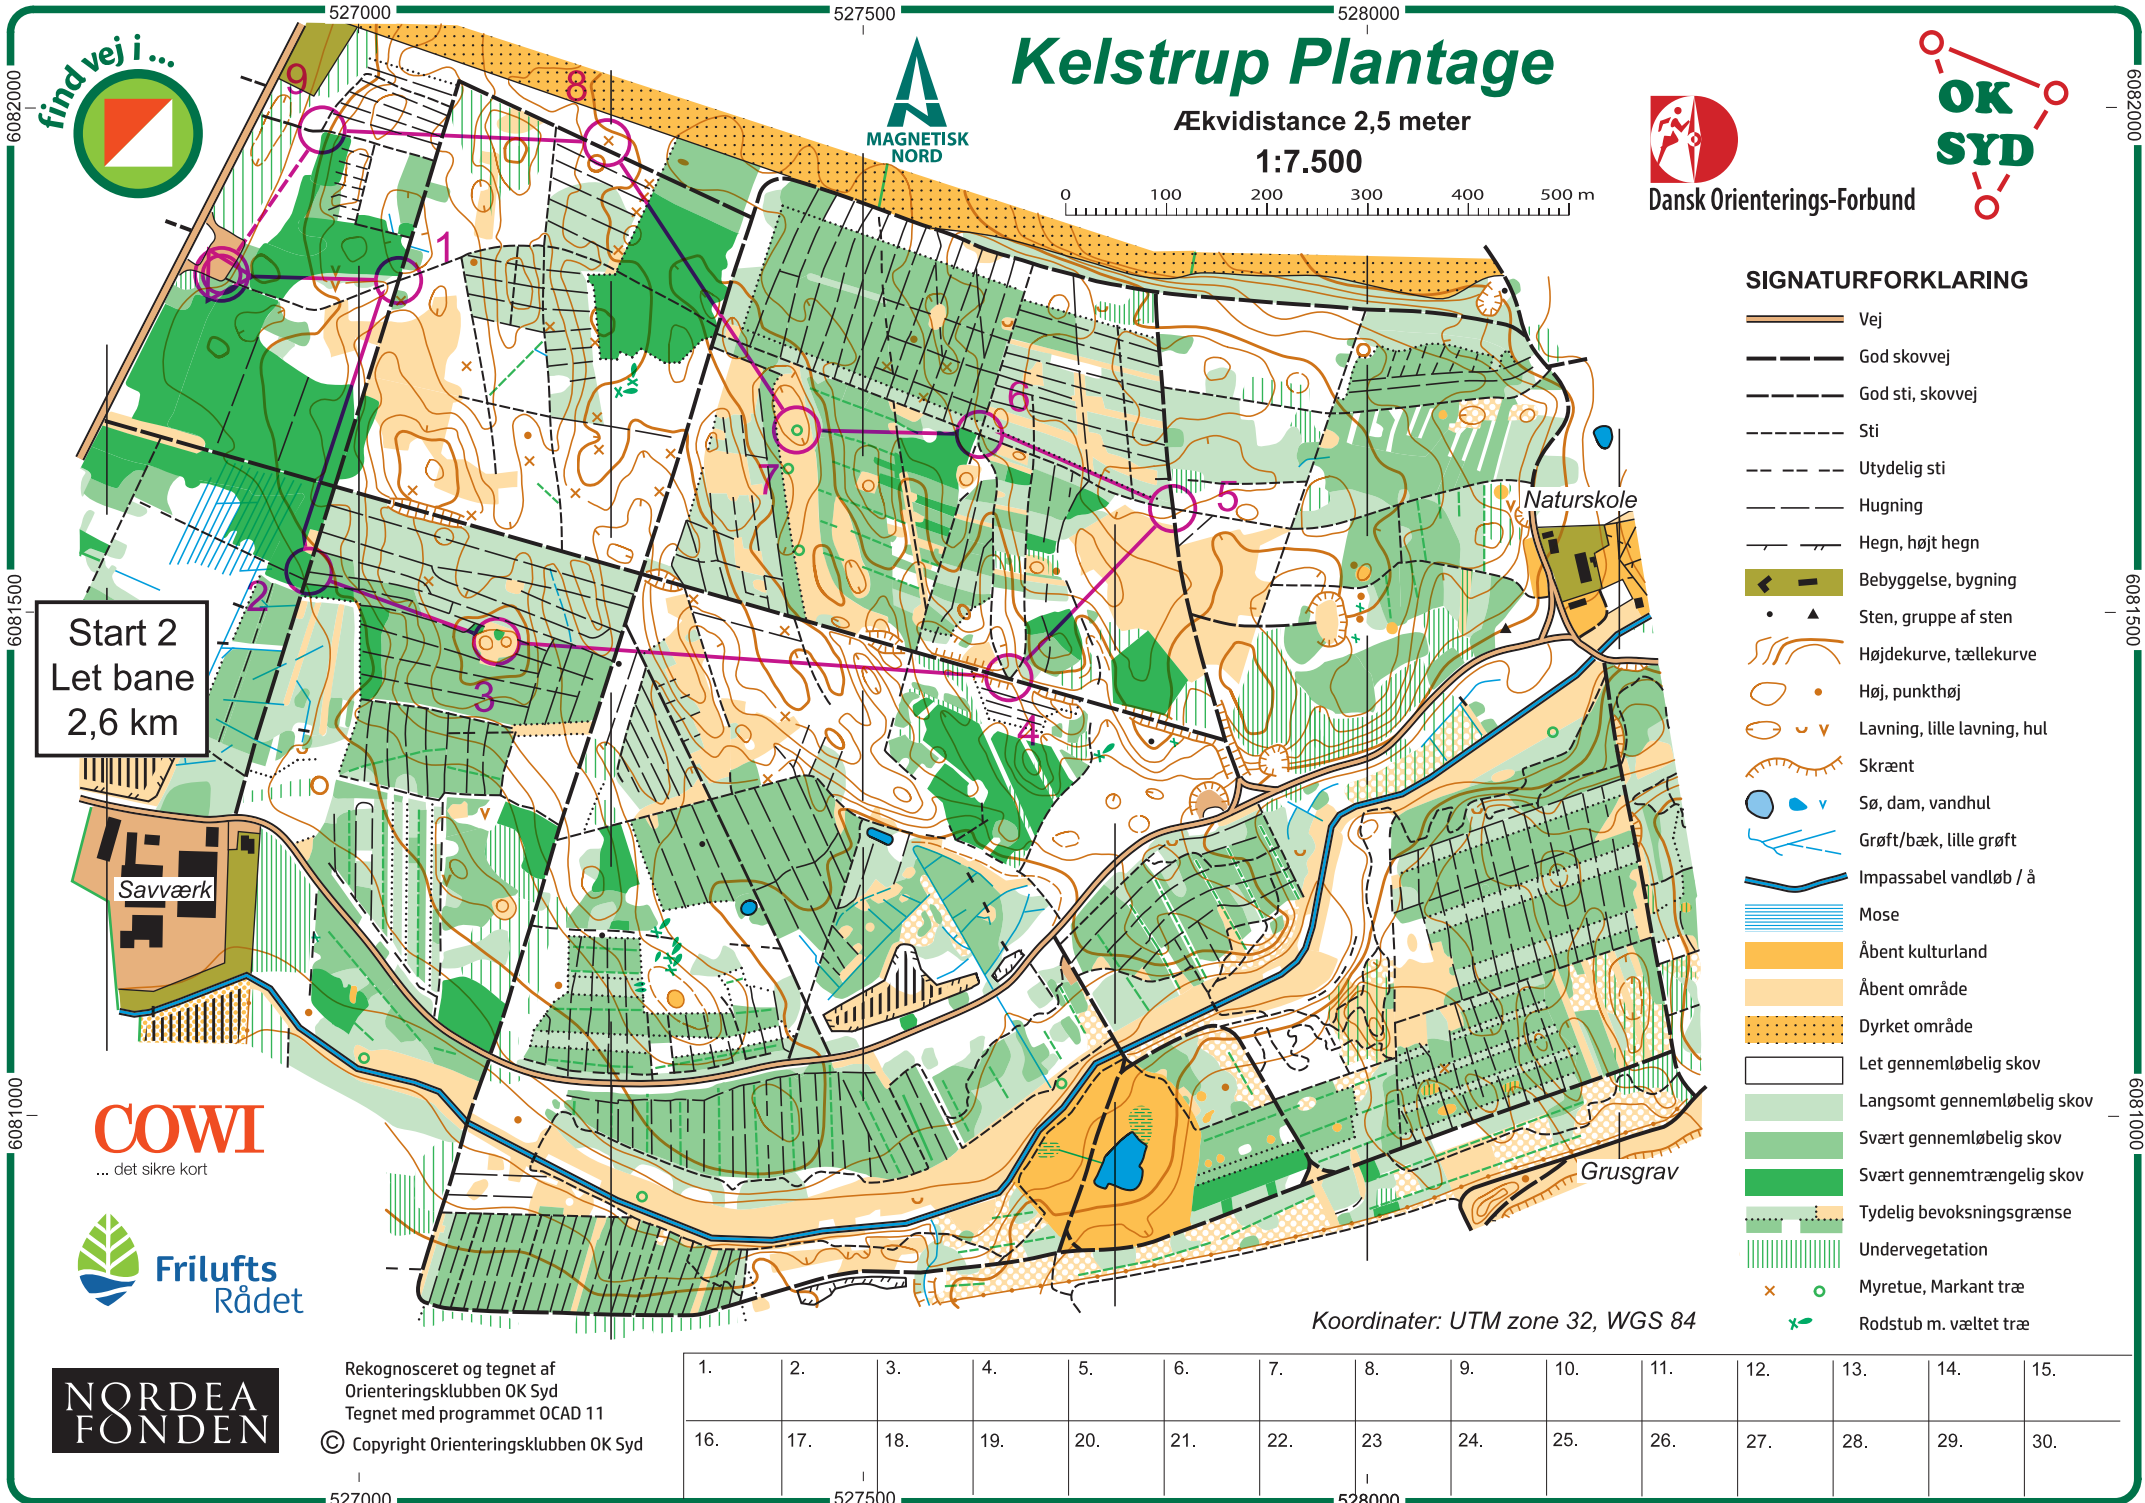 527000
527500
528000
find vej i ...
MAGNETISK
NORD
Kelstrup Plantage
Ækvidistance 2,5 meter
1:7.500
0 100 200 300 400 500 m
Dansk Orienterings-Forbund
OK
SYD
6082000
6082000
6081500
6081500
6081000
6081000
9
8
1
6
7
5
2
3
4
Start 2
Let bane
2,6 km
Naturskole
Savværk
Grusgrav
SIGNATURFORKLARING
Vej
God skovvej
God sti, skovvej
Sti
Utydelig sti
Hugning
Hegn, højt hegn
Bebyggelse, bygning
Sten, gruppe af sten
Højdekurve, tællekurve
Høj, punkthøj
Lavning, lille lavning, hul
Skrænt
Sø, dam, vandhul
Grøft/bæk, lille grøft
Impassabel vandløb / å
Mose
Åbent kulturland
Åbent område
Dyrket område
Let gennemløbelig skov
Langsomt gennemløbelig skov
Svært gennemløbelig skov
Svært gennemtrængelig skov
Tydelig bevoksningsgrænse
Undervegetation
Myretue, Markant træ
Rodstub m. væltet træ
COWI
... det sikre kort
Frilufts
Rådet
Koordinater: UTM zone 32, WGS 84
NORDEA
FONDEN
Rekognosceret og tegnet af
Orienteringsklubben OK Syd
Tegnet med programmet OCAD 11
© Copyright Orienteringsklubben OK Syd
1. 2. 3. 4. 5. 6. 7. 8. 9. 10. 11. 12. 13. 14. 15.
16. 17. 18. 19. 20. 21. 22. 23 24. 25. 26. 27. 28. 29. 30.
527000
527500
528000